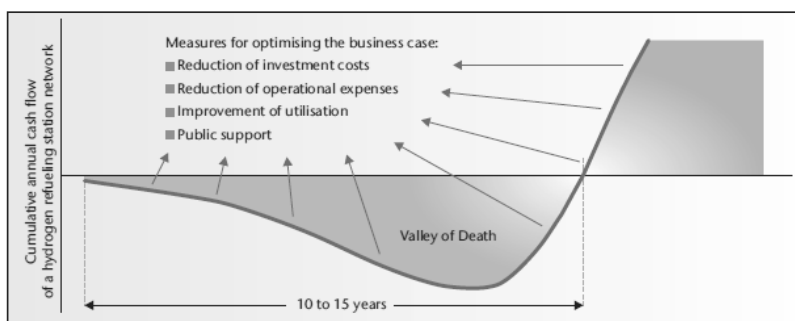 Cumulative annual cash flow
of a hydrogen refueling station network
Measures for optimising the business case:
Reduction of investment costs
Reduction of operational expenses
Improvement of utilisation
Public support
Valley of Death
10 to 15 years